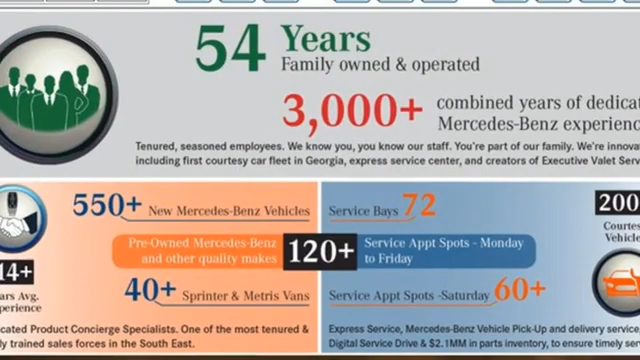 54 Years
Family owned & operated
3,000+ combined years of dedicat
Mercedes-Benz experienc
Tenured, seasoned employees. We know you, you know our staff. You're part of our family. We're innovat
including first courtesy car fleet in Georgia, express service center, and creators of Executive Valet Serv
550+ New Mercedes-Benz Vehicles
Pre-Owned Mercedes-Benz
and other quality makes
120+
40+ Sprinter & Metris Vans
14+
ars Avg.
perience
cated Product Concierge Specialists. One of the most tenured &
ly trained sales forces in the South East.
Service Bays 72
Service Appt Spots - Monday
to Friday
Service Appt Spots -Saturday 60+
200
Courtes
Vehicle
Express Service, Mercedes-Benz Vehicle Pick-Up and delivery service,
Digital Service Drive & $2.1MM in parts inventory, to ensure timely serv